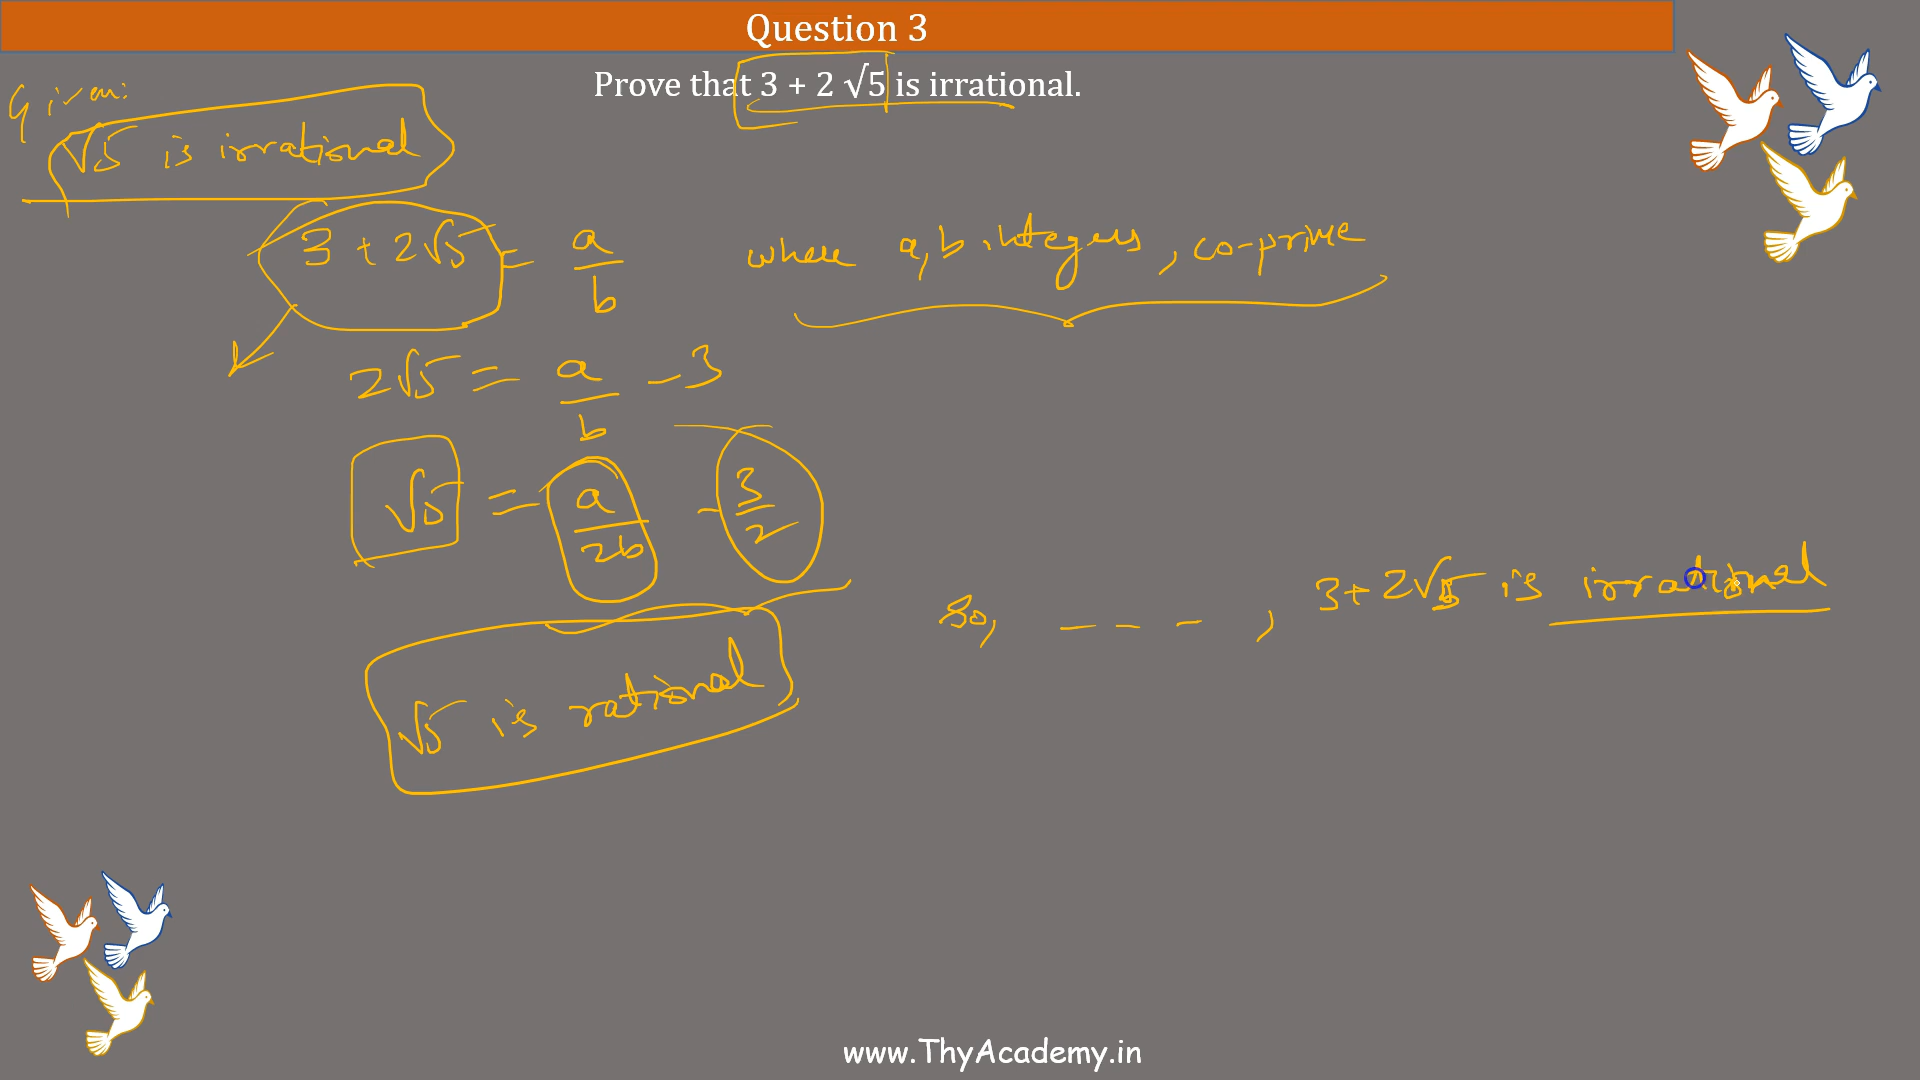 Question 3
Prove that 3 + 2 √5 is irrational.
Given:
√5 is irrational
3 + 2√5 = a/b where a, b integers, co-prime
2√5 = a/b - 3
√5 = a/2b - 3/2
So, _ _ _ , 3 + 2√5 is irrational
√5 is rational
www.ThyAcademy.in